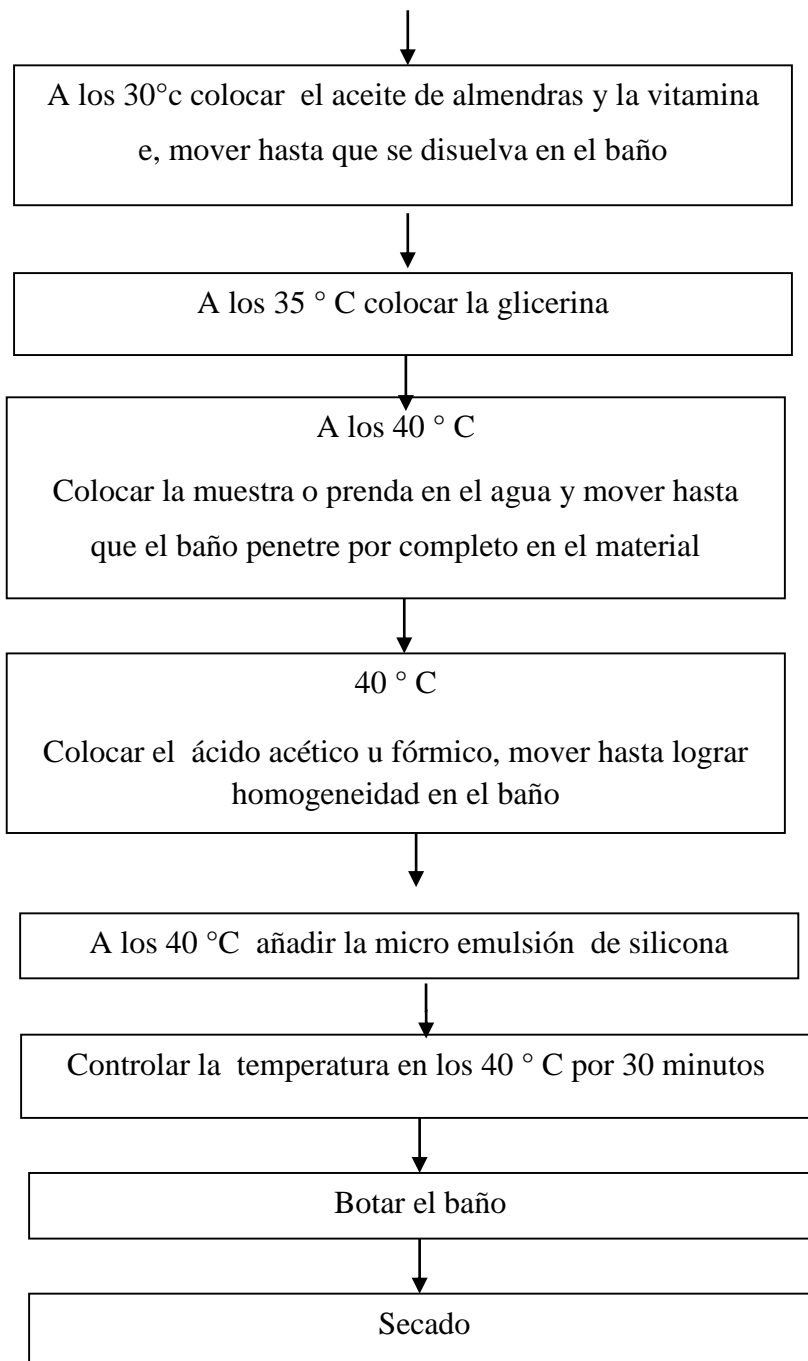 A los 30°c colocar el aceite de almendras y la vitamina
e, mover hasta que se disuelva en el baño
A los 35 ° C colocar la glicerina
A los 40 ° C
Colocar la muestra o prenda en el agua y mover hasta
que el baño penetre por completo en el material
40 ° C
Colocar el ácido acético u fórmico, mover hasta lograr
homogeneidad en el baño
A los 40 °C añadir la micro emulsión de silicona
Controlar la temperatura en los 40 ° C por 30 minutos
Botar el baño
Secado